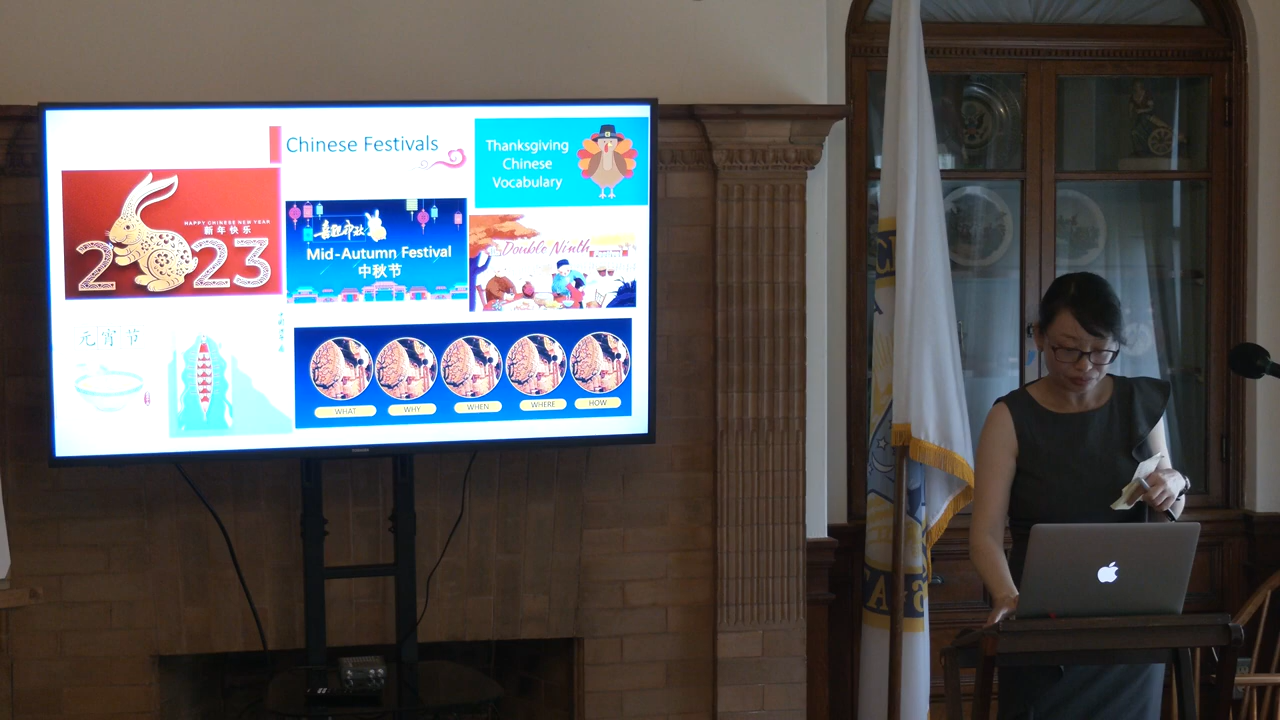 Chinese Festivals
Thanksgiving
Chinese
Vocabulary
HAPPY CHINESE NEW YEAR
新年快乐
2023
Mid-Autumn Festival
中秋节
Double Ninth
元宵节
WHAT
WHY
WHEN
WHERE
HOW